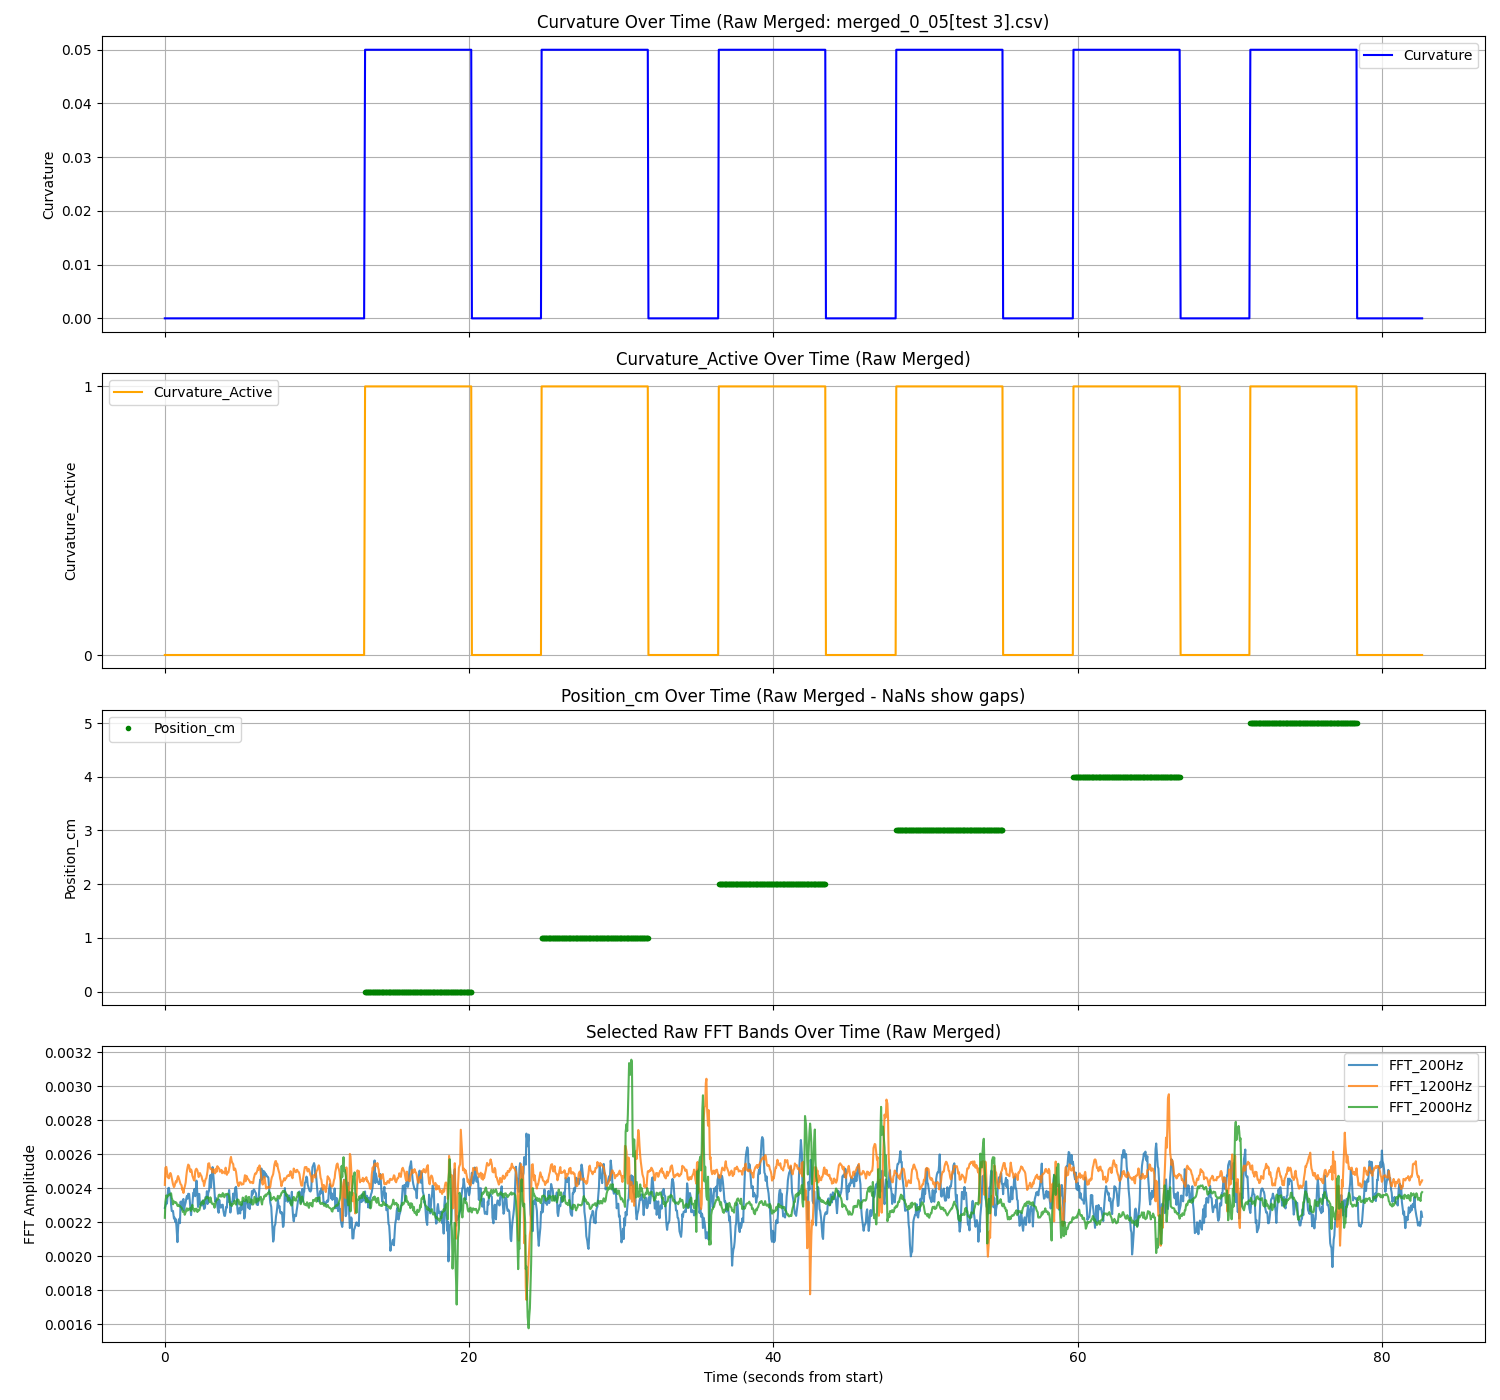 Curvature Over Time (Raw Merged: merged_0_05[test 3].csv)
0.05
0.04
0.03
0.02
0.01
0.00
Curvature
Curvature
Curvature_Active Over Time (Raw Merged)
1
0
Curvature_Active
Curvature_Active
Position_cm Over Time (Raw Merged - NaNs show gaps)
5
4
3
2
1
0
Position_cm
Position_cm
Selected Raw FFT Bands Over Time (Raw Merged)
0.0032
0.0030
0.0028
0.0026
0.0024
0.0022
0.0020
0.0018
0.0016
FFT Amplitude
FFT_200Hz
FFT_1200Hz
FFT_2000Hz
0 20 40 60 80
Time (seconds from start)